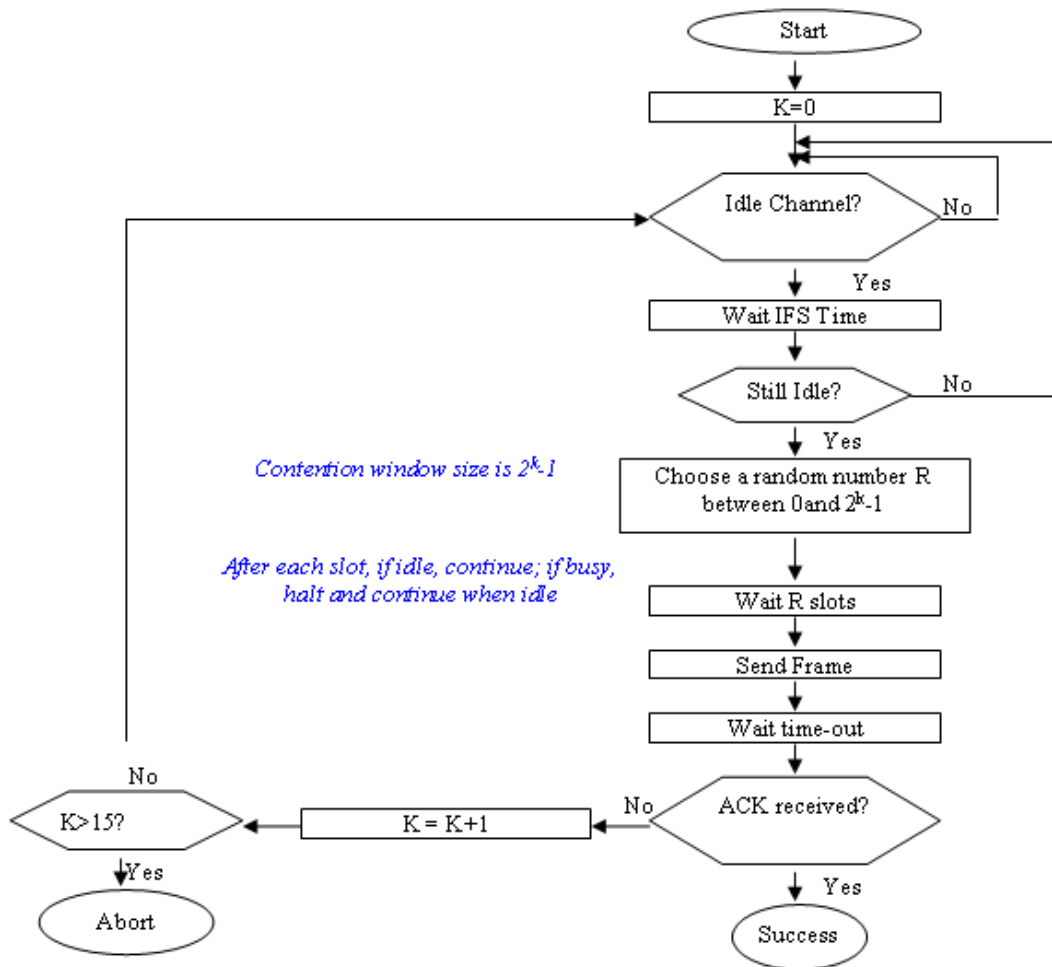 Start
K=0
Idle Channel?
No
Yes
Wait IFS Time
Still Idle?
No
Yes
Contention window size is 2ᵏ-1
Choose a random number R
between 0and 2ᵏ-1
After each slot, if idle, continue; if busy,
halt and continue when idle
Wait R slots
Send Frame
Wait time-out
ACK received?
No
K = K+1
No
K>15?
Yes
Abort
Yes
Success